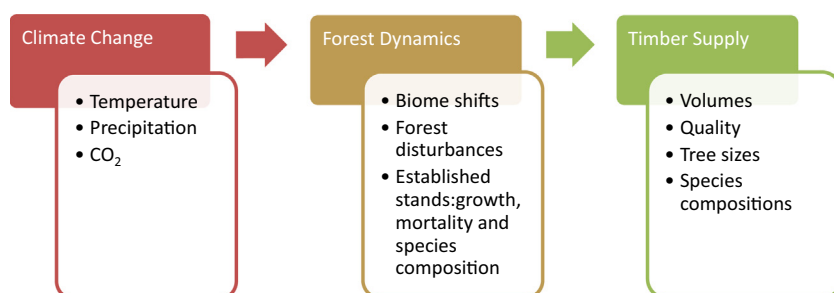 Climate Change
• Temperature
• Precipitation
• CO₂
Forest Dynamics
• Biome shifts
• Forest
disturbances
• Established
stands:growth,
mortality and
species
composition
Timber Supply
• Volumes
• Quality
• Tree sizes
• Species
compositions